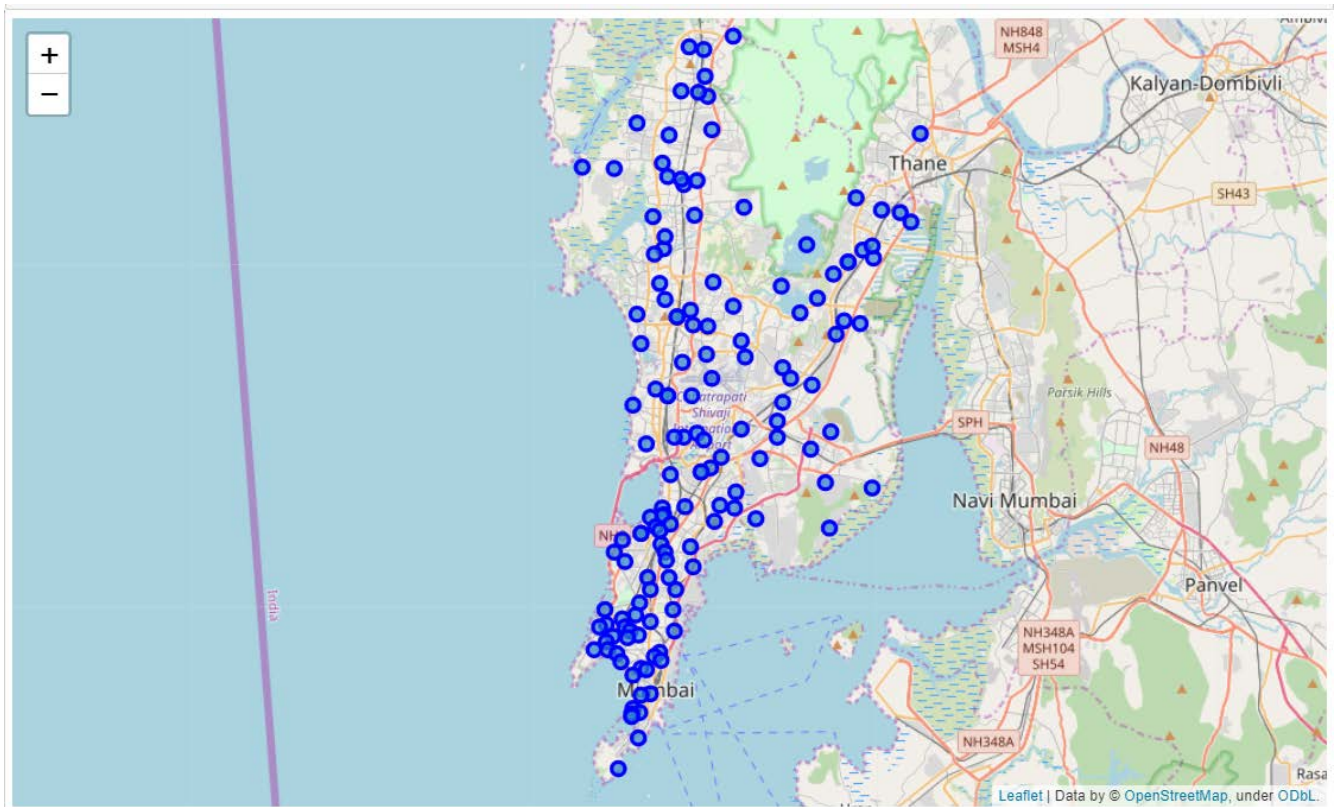 +
−
NH848
MSH4
Kalyan-Dombivli
Thane
SH43
Shivaji
Parsik Hills
SPH
NH48
Navi Mumbai
India
Panvel
NH348A
MSH104
SH54
NH348A
Leaflet | Data by © OpenStreetMap, under ODbL.